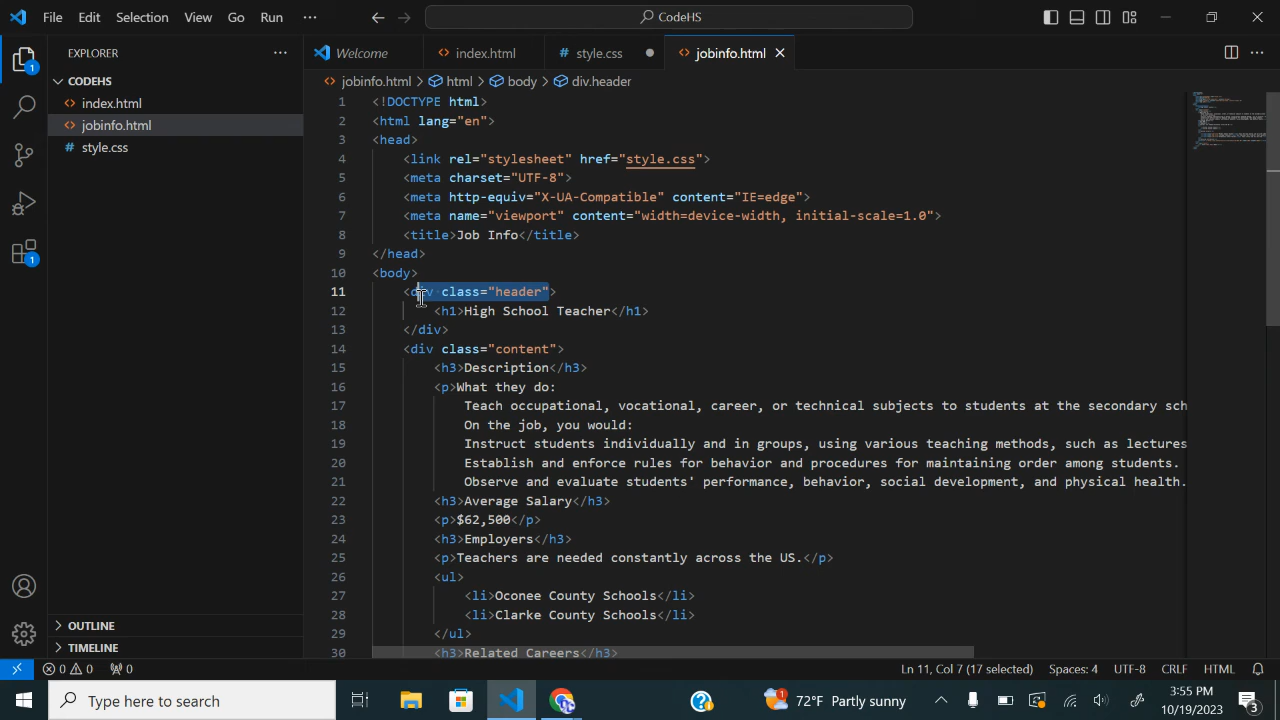 File Edit Selection View Go Run ··· CodeHS
EXPLORER ··· Welcome index.html style.css jobinfo.html
CODEHS
jobinfo.html > html > body > div.header
index.html
jobinfo.html
style.css
1 <!DOCTYPE html>
2 <html lang="en">
3 <head>
4 <link rel="stylesheet" href="style.css">
5 <meta charset="UTF-8">
6 <meta http-equiv="X-UA-Compatible" content="IE=edge">
7 <meta name="viewport" content="width=device-width, initial-scale=1.0">
8 <title>Job Info</title>
9 </head>
10 <body>
11 <div class="header">
12 <h1>High School Teacher</h1>
13 </div>
14 <div class="content">
15 <h3>Description</h3>
16 <p>What they do:
17 Teach occupational, vocational, career, or technical subjects to students at the secondary sch
18 On the job, you would:
19 Instruct students individually and in groups, using various teaching methods, such as lectures
20 Establish and enforce rules for behavior and procedures for maintaining order among students.
21 Observe and evaluate students' performance, behavior, social development, and physical health.
22 <h3>Average Salary</h3>
23 <p>$62,500</p>
24 <h3>Employers</h3>
25 <p>Teachers are needed constantly across the US.</p>
26 <ul>
27 <li>Oconee County Schools</li>
28 <li>Clarke County Schools</li>
29 </ul>
30 <h3>Related Careers</h3>
1
1
OUTLINE
TIMELINE
0 0 0 Ln 11, Col 7 (17 selected) Spaces: 4 UTF-8 CRLF HTML
Type here to search 1 72°F Partly sunny 3:55 PM
10/19/2023 3